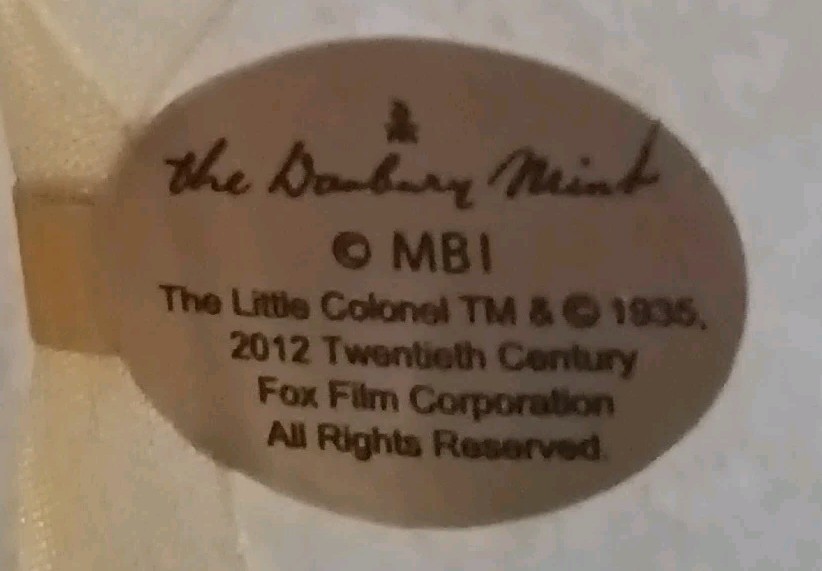 the Danbury Mint
© MBI
The Little Colonel TM & © 1935,
2012 Twentieth Century
Fox Film Corporation
All Rights Reserved.